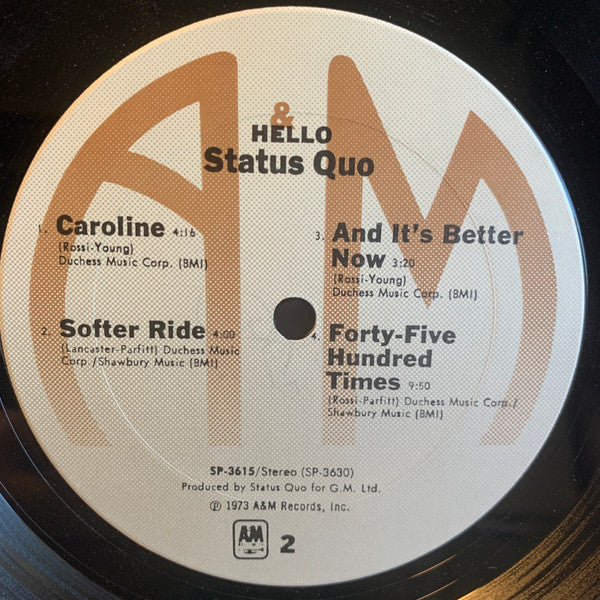 A & M
HELLO
Status Quo
1. Caroline 4:16
(Rossi-Young)
Duchess Music Corp. (BMI)
2. Softer Ride 4:00
(Lancaster-Parfitt) Duchess Music
Corp./Shawbury Music (BMI)
3. And It's Better
Now 3:20
(Rossi-Young)
Duchess Music Corp. (BMI)
4. Forty-Five
Hundred
Times 9:50
(Rossi-Parfitt) Duchess Music Corp./
Shawbury Music (BMI)
SP-3615/Stereo (SP-3630)
Produced by Status Quo for G.M. Ltd.
℗ 1973 A&M Records, Inc.
A&M 2